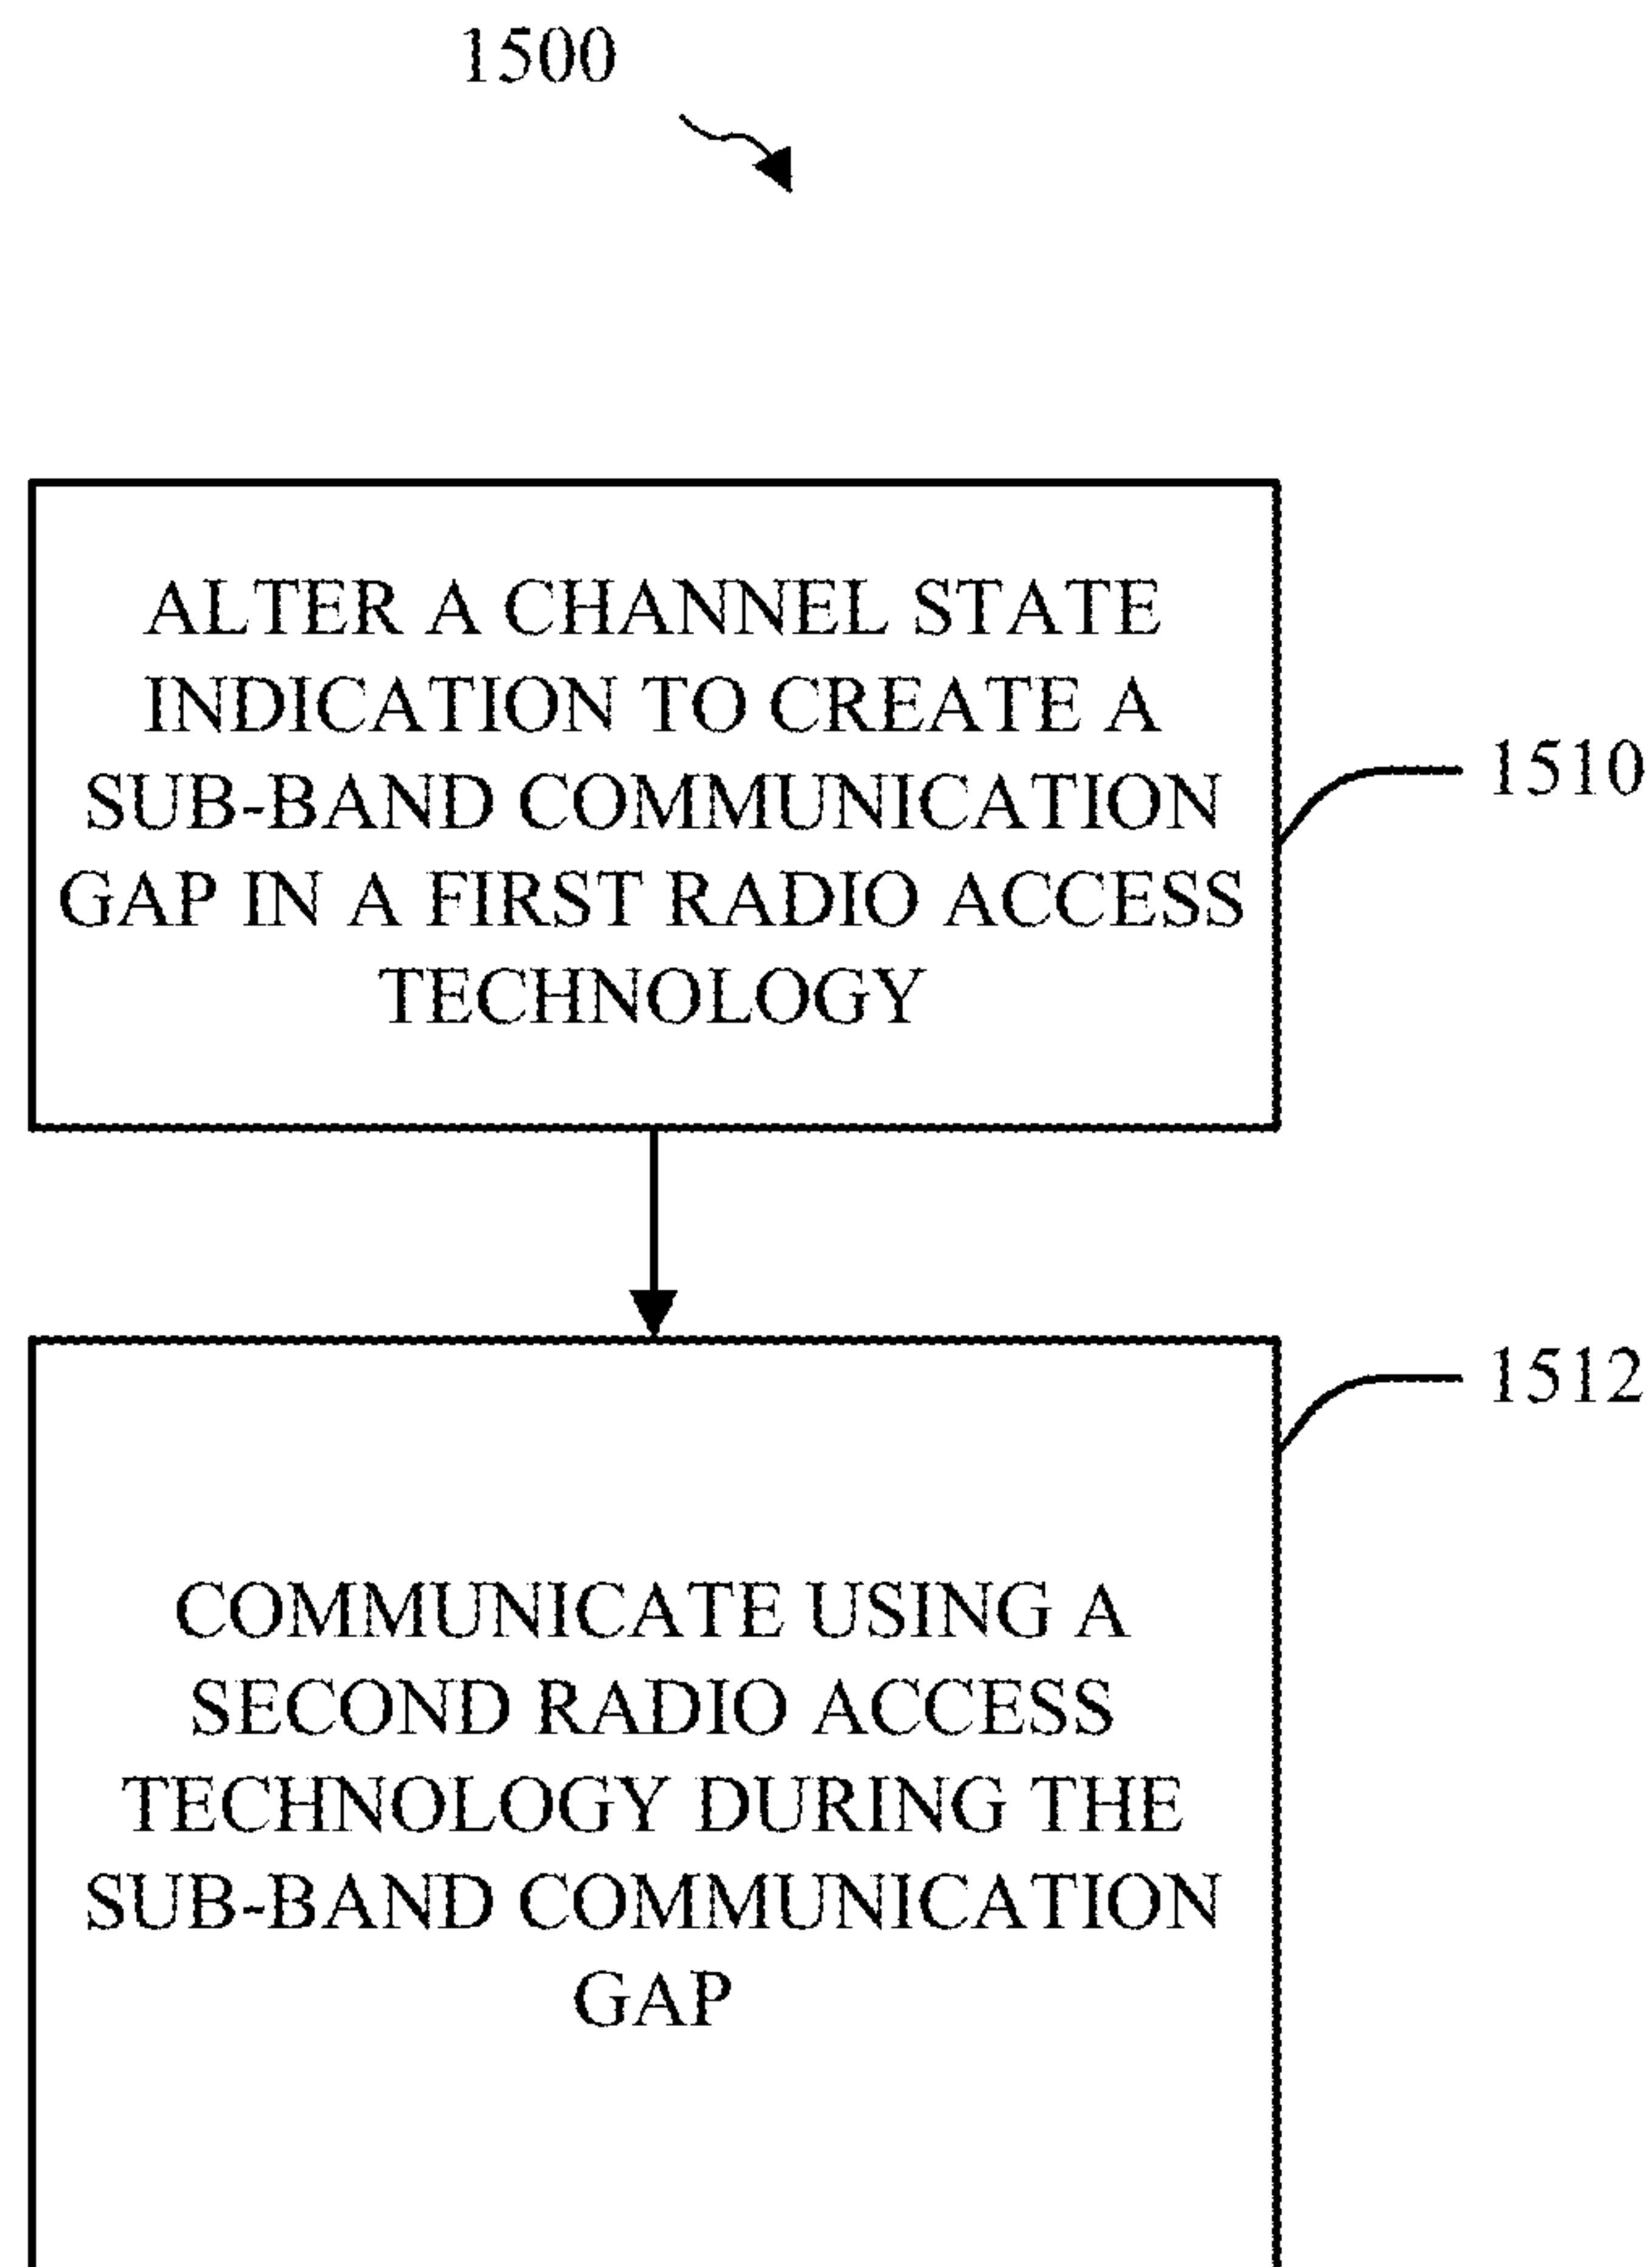 1500
ALTER A CHANNEL STATE
INDICATION TO CREATE A
SUB-BAND COMMUNICATION
GAP IN A FIRST RADIO ACCESS
TECHNOLOGY
1510
1512
COMMUNICATE USING A
SECOND RADIO ACCESS
TECHNOLOGY DURING THE
SUB-BAND COMMUNICATION
GAP